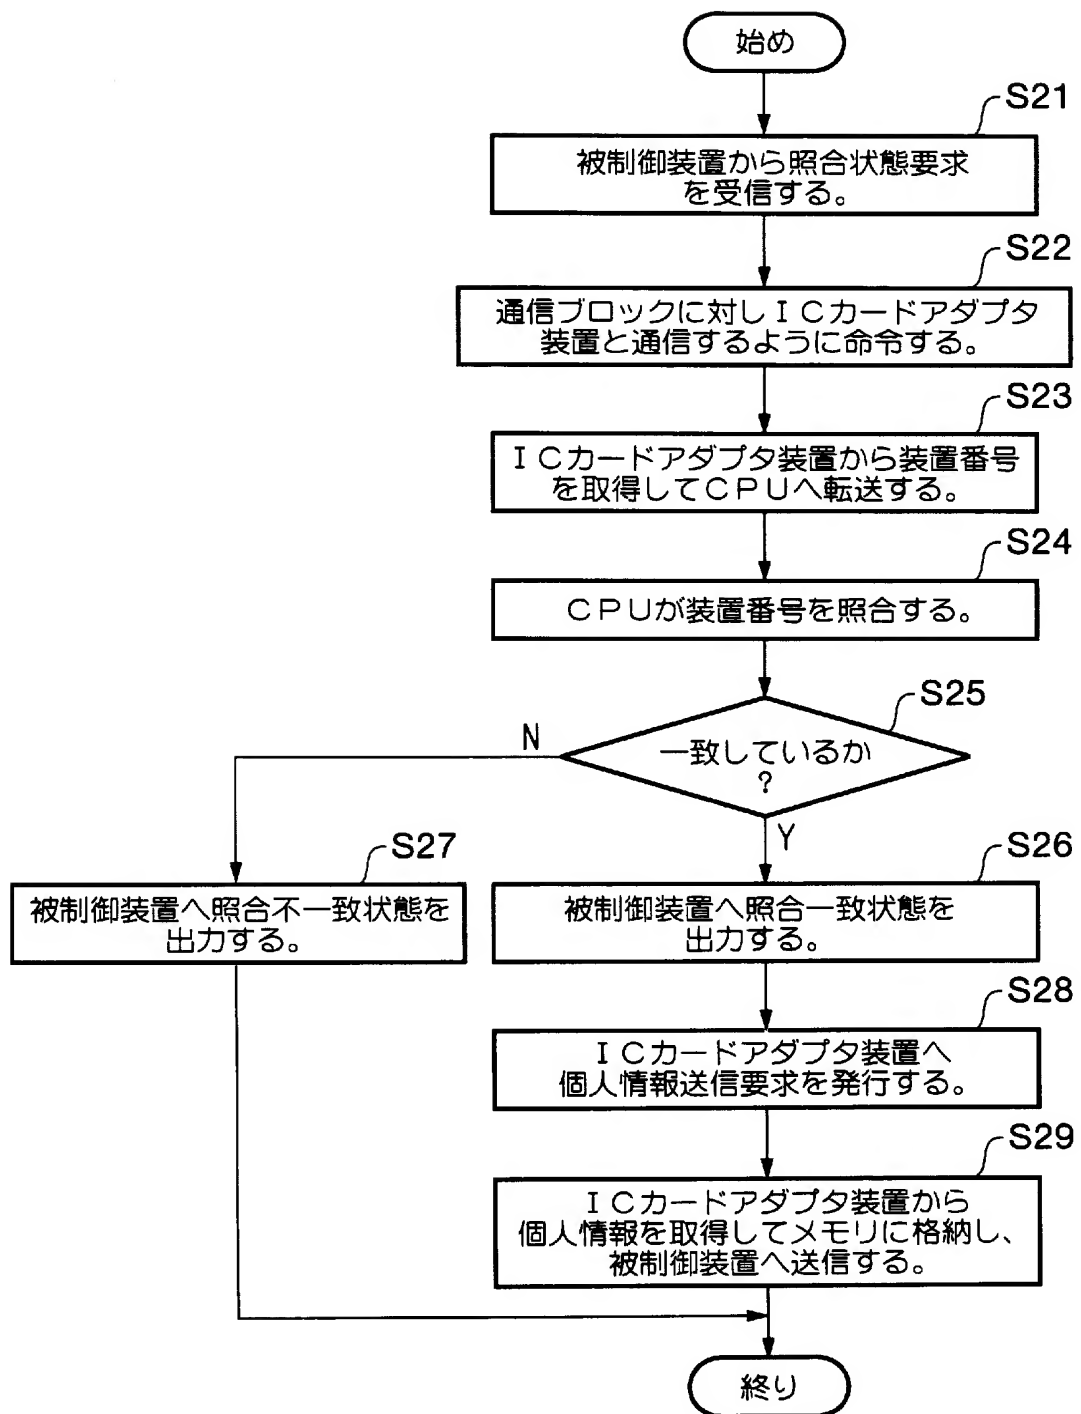 始め
S21
被制御装置から照合状態要求
を受信する。
S22
通信ブロックに対しＩＣカードアダプタ
装置と通信するように命令する。
S23
ＩＣカードアダプタ装置から装置番号
を取得してＣＰＵへ転送する。
S24
ＣＰＵが装置番号を照合する。
S25
一致しているか
？
N
Y
S27
被制御装置へ照合不一致状態を
出力する。
S26
被制御装置へ照合一致状態を
出力する。
S28
ＩＣカードアダプタ装置へ
個人情報送信要求を発行する。
S29
ＩＣカードアダプタ装置から
個人情報を取得してメモリに格納し、
被制御装置へ送信する。
終り